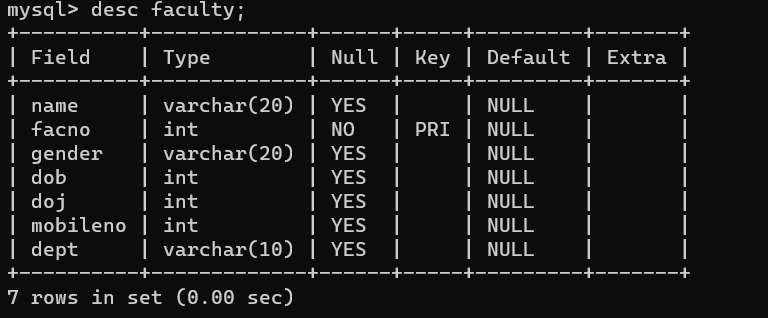 mysql> desc faculty;
+----------+-------------+------+-----+---------+-------+
| Field    | Type        | Null | Key | Default | Extra |
+----------+-------------+------+-----+---------+-------+
| name     | varchar(20) | YES  |     | NULL    |       |
| facno    | int         | NO   | PRI | NULL    |       |
| gender   | varchar(20) | YES  |     | NULL    |       |
| dob      | int         | YES  |     | NULL    |       |
| doj      | int         | YES  |     | NULL    |       |
| mobileno | int         | YES  |     | NULL    |       |
| dept     | varchar(10) | YES  |     | NULL    |       |
+----------+-------------+------+-----+---------+-------+
7 rows in set (0.00 sec)